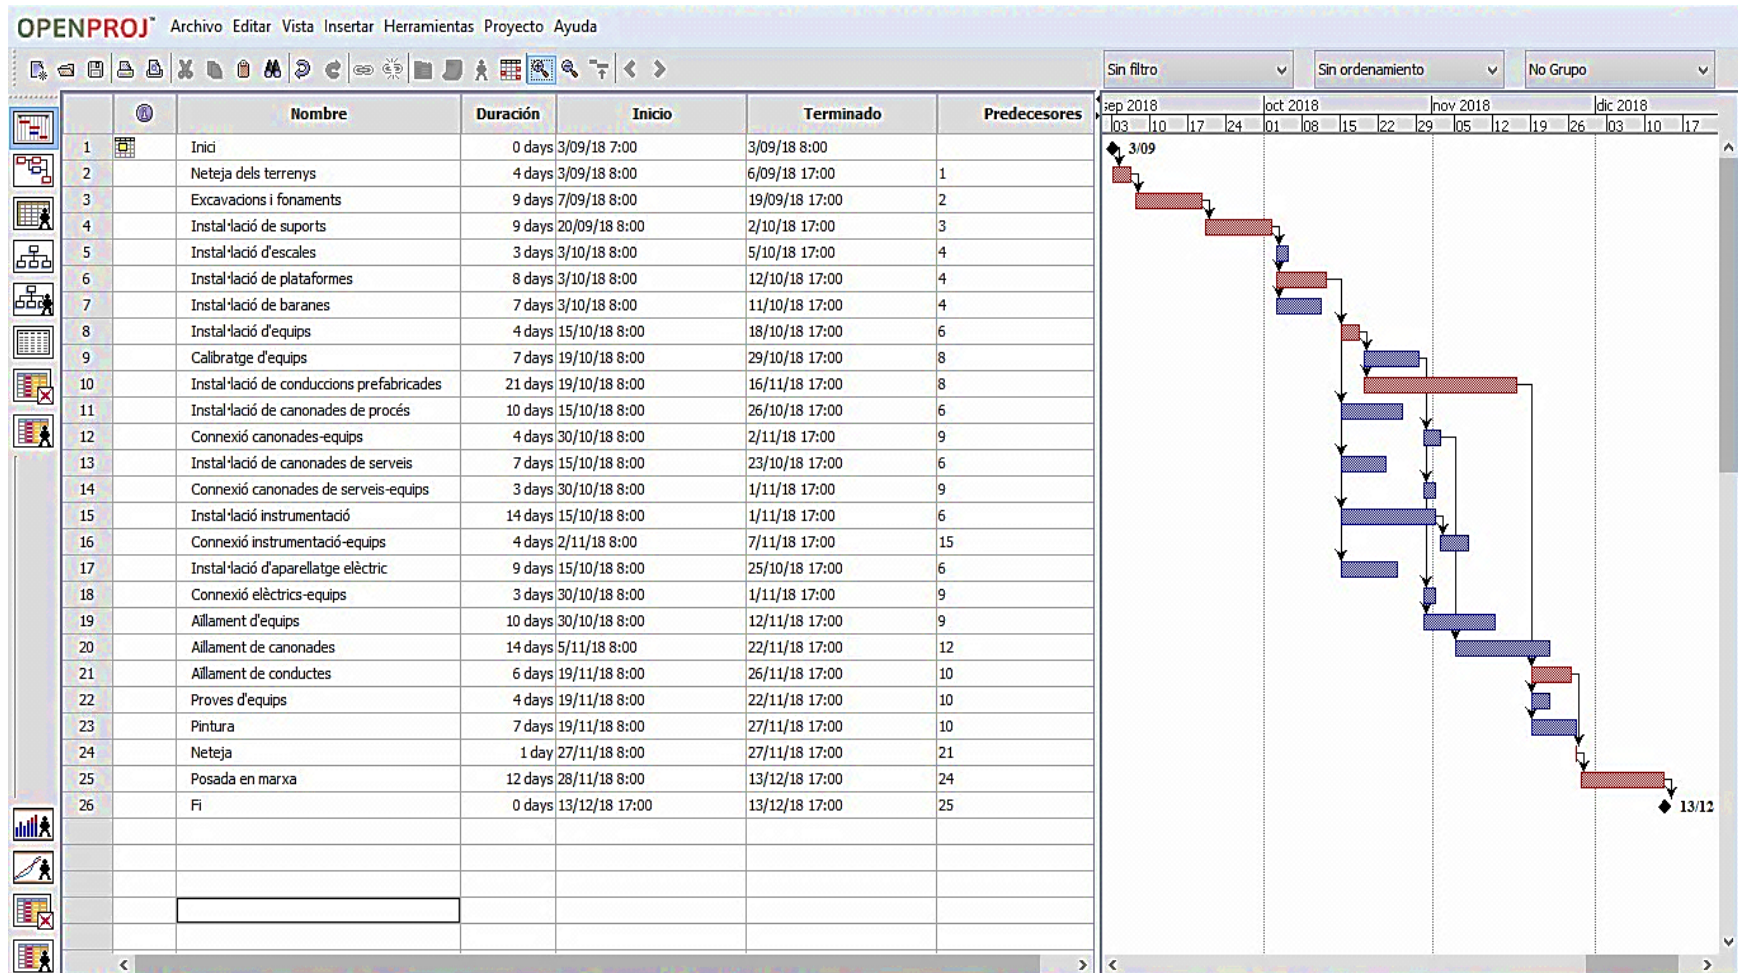 OPENPROJ™ Archivo Editar Vista Insertar Herramientas Proyecto Ayuda
Sin filtro Sin ordenamiento No Grupo
Nombre Duración Inicio Terminado Predecesores
sep 2018 oct 2018 nov 2018 dic 2018
03 10 17 24 01 08 15 22 29 05 12 19 26 03 10 17
1 Inici 0 days 3/09/18 7:00 3/09/18 8:00 3/09
2 Neteja dels terrenys 4 days 3/09/18 8:00 6/09/18 17:00 1
3 Excavacions i fonaments 9 days 7/09/18 8:00 19/09/18 17:00 2
4 Instal·lació de suports 9 days 20/09/18 8:00 2/10/18 17:00 3
5 Instal·lació d'escales 3 days 3/10/18 8:00 5/10/18 17:00 4
6 Instal·lació de plataformes 8 days 3/10/18 8:00 12/10/18 17:00 4
7 Instal·lació de baranes 7 days 3/10/18 8:00 11/10/18 17:00 4
8 Instal·lació d'equips 4 days 15/10/18 8:00 18/10/18 17:00 6
9 Calibratge d'equips 7 days 19/10/18 8:00 29/10/18 17:00 8
10 Instal·lació de conduccions prefabricades 21 days 19/10/18 8:00 16/11/18 17:00 8
11 Instal·lació de canonades de procés 10 days 15/10/18 8:00 26/10/18 17:00 6
12 Connexió canonades-equips 4 days 30/10/18 8:00 2/11/18 17:00 9
13 Instal·lació de canonades de serveis 7 days 15/10/18 8:00 23/10/18 17:00 6
14 Connexió canonades de serveis-equips 3 days 30/10/18 8:00 1/11/18 17:00 9
15 Instal·lació instrumentació 14 days 15/10/18 8:00 1/11/18 17:00 6
16 Connexió instrumentació-equips 4 days 2/11/18 8:00 7/11/18 17:00 15
17 Instal·lació d'aparellatge elèctric 9 days 15/10/18 8:00 25/10/18 17:00 6
18 Connexió elèctrics-equips 3 days 30/10/18 8:00 1/11/18 17:00 9
19 Aïllament d'equips 10 days 30/10/18 8:00 12/11/18 17:00 9
20 Aïllament de canonades 14 days 5/11/18 8:00 22/11/18 17:00 12
21 Aïllament de conductes 6 days 19/11/18 8:00 26/11/18 17:00 10
22 Proves d'equips 4 days 19/11/18 8:00 22/11/18 17:00 10
23 Pintura 7 days 19/11/18 8:00 27/11/18 17:00 10
24 Neteja 1 day 27/11/18 8:00 27/11/18 17:00 21
25 Posada en marxa 12 days 28/11/18 8:00 13/12/18 17:00 24
26 Fi 0 days 13/12/18 17:00 13/12/18 17:00 25 13/12